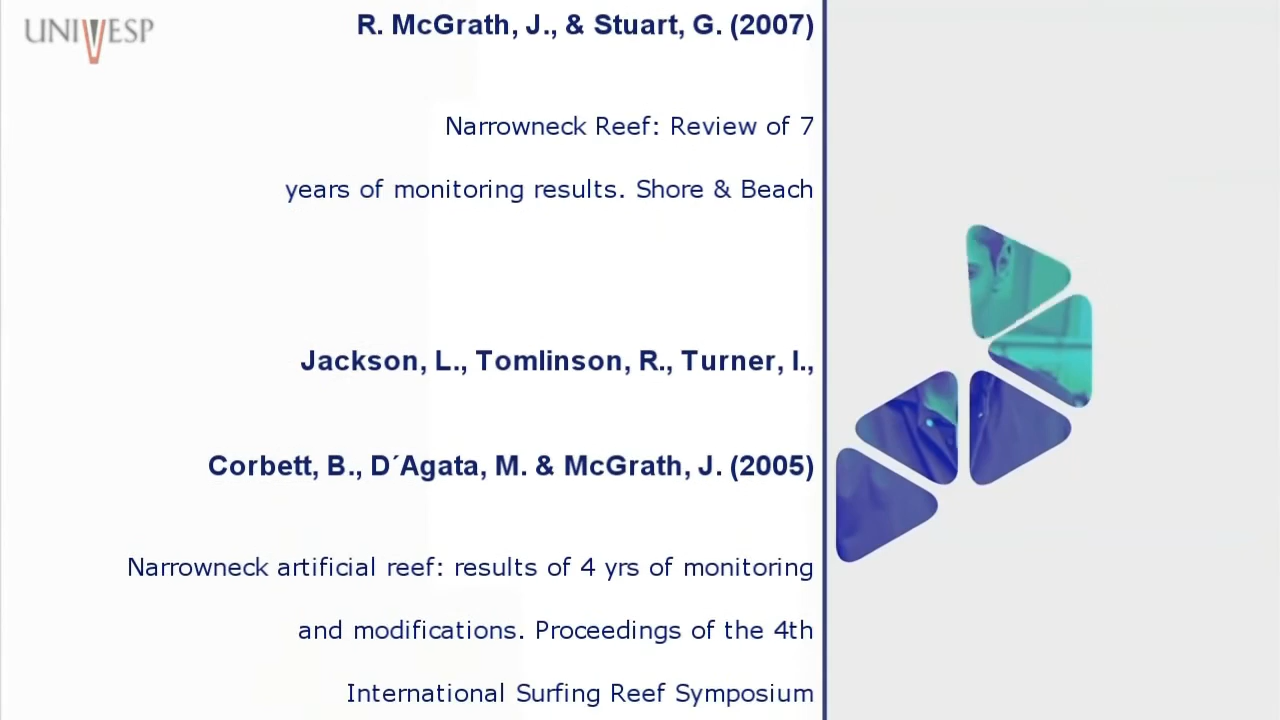 UNIVESP
R. McGrath, J., & Stuart, G. (2007)
Narrowneck Reef: Review of 7
years of monitoring results. Shore & Beach
Jackson, L., Tomlinson, R., Turner, I.,
Corbett, B., D´Agata, M. & McGrath, J. (2005)
Narrowneck artificial reef: results of 4 yrs of monitoring
and modifications. Proceedings of the 4th
International Surfing Reef Symposium